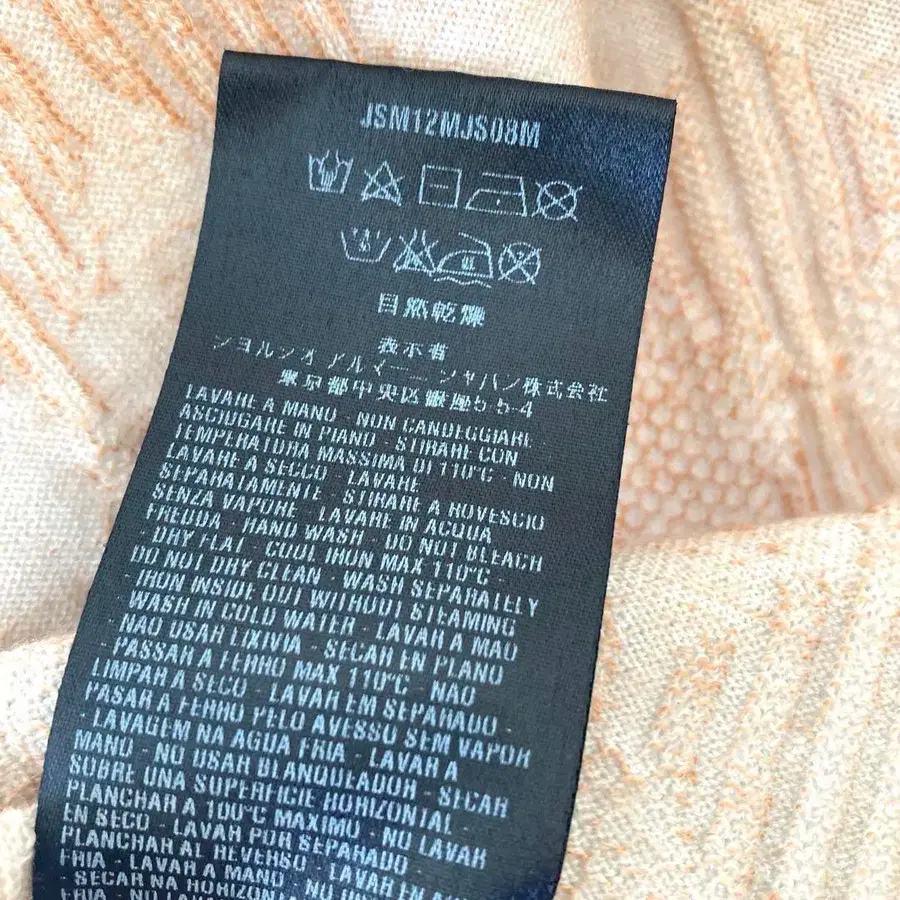 JSM12MJS08M
自然乾燥
表示者
ジョルジオ アルマーニ ジャパン株式会社
東京都中央区銀座5-5-4
LAVARE A MANO - NON CANDEGGIARE -
ASCIUGARE IN PIANO - STIRARE CON
TEMPERATURA MASSIMA DI 110°C - NON
LAVARE A SECCO - LAVARE
SEPARATAMENTE - STIRARE A ROVESCIO
SENZA VAPORE - LAVARE IN ACQUA
FREDDA - HAND WASH - DO NOT BLEACH
- DRY FLAT - COOL IRON MAX 110°C -
DO NOT DRY CLEAN - WASH SEPARATELY
- IRON INSIDE OUT WITHOUT STEAMING
- WASH IN COLD WATER - LAVAR A MAO
- NAO USAR LIXIVIA - SECAR EN PLANO
- PASSAR A FERRO MAX 110°C - NAO
LIMPAR A SECO - LAVAR EM SEPARADO -
PASAR A FERRO PELO AVESSO SEM VAPOR
- LAVAGEM NA AGUA FRIA - LAVAR A
MANO - NO USAR BLANQUEADOR - SECAR
SOBRE UNA SUPERFICIE HORIZONTAL -
PLANCHAR A 100°C MAXIMO - NO LAVAR
EN SECO - LAVAR POR SEPARADO -
PLANCHAR AL REVERSO - LAVAR EN AGUA
FRIA - LAVAR A MANO - NO
- SECAR NA HORIZONTA